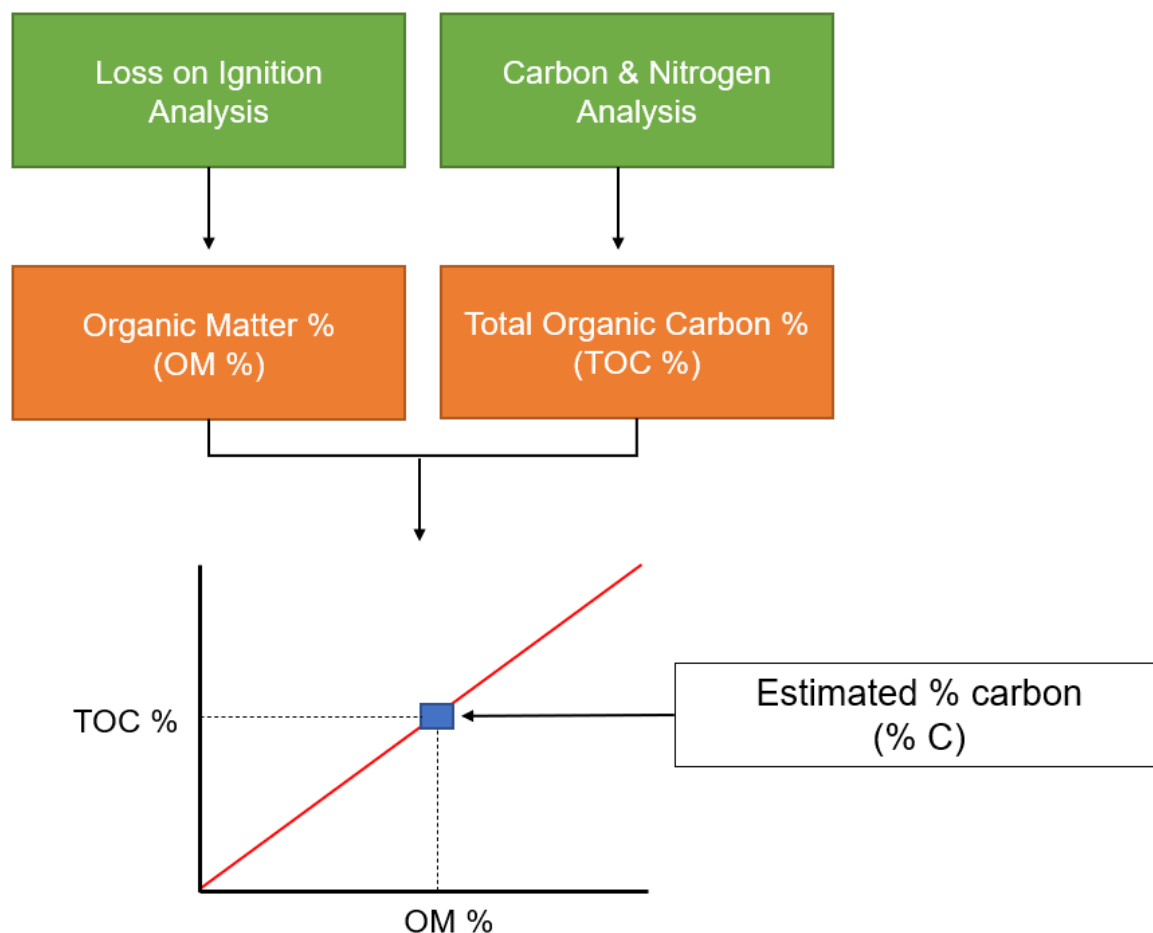 Loss on Ignition
Analysis
Carbon & Nitrogen
Analysis
Organic Matter %
(OM %)
Total Organic Carbon %
(TOC %)
TOC %
Estimated % carbon
(% C)
OM %